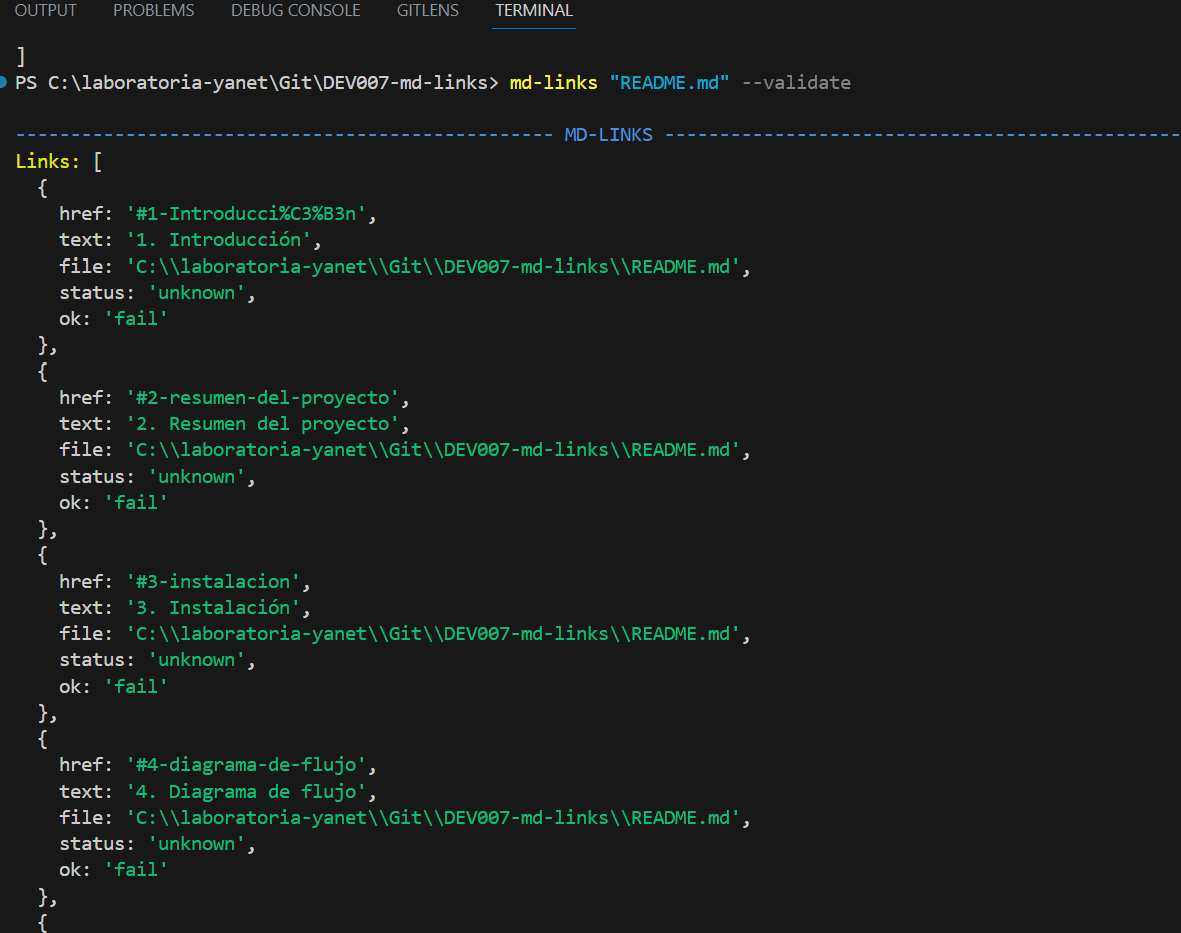 OUTPUT PROBLEMS DEBUG CONSOLE GITLENS TERMINAL
]
PS C:\laboratoria-yanet\Git\DEV007-md-links> md-links "README.md" --validate
------------------------------------------------- MD-LINKS -----------------------------------------------
Links: [
  {
    href: '#1-Introducci%C3%B3n',
    text: '1. Introducción',
    file: 'C:\\laboratoria-yanet\\Git\\DEV007-md-links\\README.md',
    status: 'unknown',
    ok: 'fail'
  },
  {
    href: '#2-resumen-del-proyecto',
    text: '2. Resumen del proyecto',
    file: 'C:\\laboratoria-yanet\\Git\\DEV007-md-links\\README.md',
    status: 'unknown',
    ok: 'fail'
  },
  {
    href: '#3-instalacion',
    text: '3. Instalación',
    file: 'C:\\laboratoria-yanet\\Git\\DEV007-md-links\\README.md',
    status: 'unknown',
    ok: 'fail'
  },
  {
    href: '#4-diagrama-de-flujo',
    text: '4. Diagrama de flujo',
    file: 'C:\\laboratoria-yanet\\Git\\DEV007-md-links\\README.md',
    status: 'unknown',
    ok: 'fail'
  },
  {